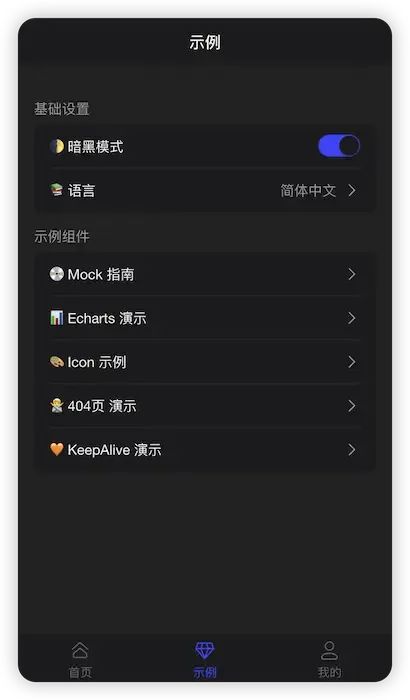 示例
基础设置
暗黑模式
语言 简体中文
示例组件
Mock 指南
Echarts 演示
Icon 示例
404页 演示
KeepAlive 演示
首页 示例 我的